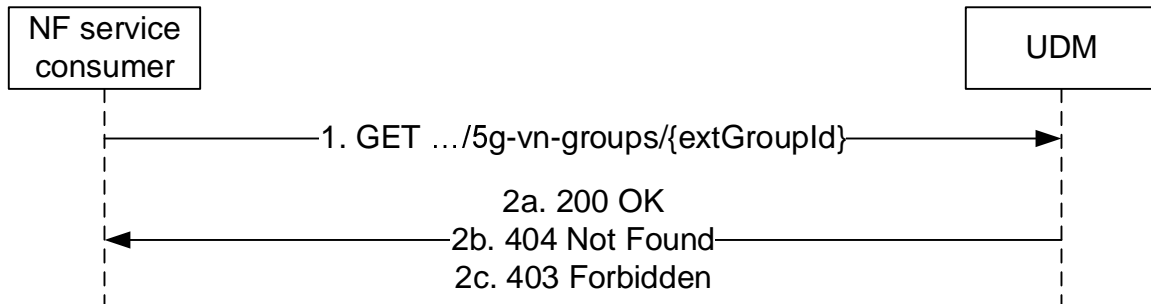 NF service
consumer
UDM
1. GET …/5g-vn-groups/{extGroupId}
2a. 200 OK
2b. 404 Not Found
2c. 403 Forbidden